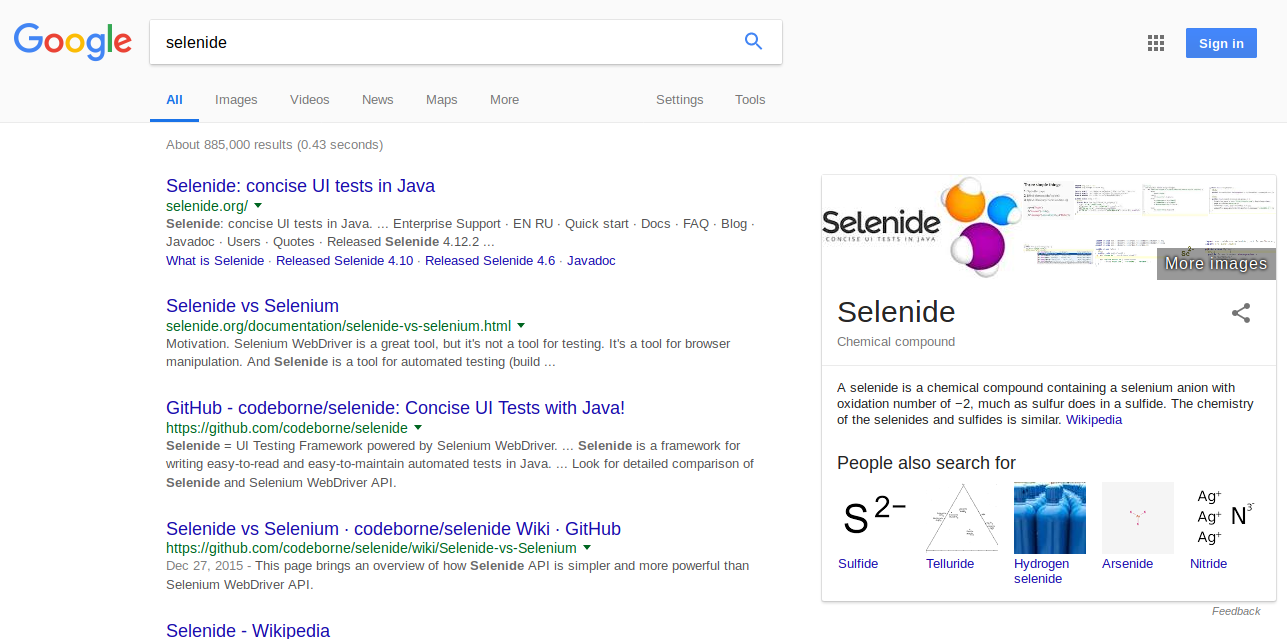 Google
selenide
Sign in
All Images Videos News Maps More Settings Tools
About 885,000 results (0.43 seconds)
Selenide: concise UI tests in Java
selenide.org/
Selenide: concise UI tests in Java. ... Enterprise Support · EN RU · Quick start · Docs · FAQ · Blog ·
Javadoc · Users · Quotes · Released Selenide 4.12.2 ...
What is Selenide · Released Selenide 4.10 · Released Selenide 4.6 · Javadoc
Selenide vs Selenium
selenide.org/documentation/selenide-vs-selenium.html
Motivation. Selenium WebDriver is a great tool, but it's not a tool for testing. It's a tool for browser
manipulation. And Selenide is a tool for automated testing (build ...
GitHub - codeborne/selenide: Concise UI Tests with Java!
https://github.com/codeborne/selenide
Selenide = UI Testing Framework powered by Selenium WebDriver. ... Selenide is a framework for
writing easy-to-read and easy-to-maintain automated tests in Java. ... Look for detailed comparison of
Selenide and Selenium WebDriver API.
Selenide vs Selenium · codeborne/selenide Wiki · GitHub
https://github.com/codeborne/selenide/wiki/Selenide-vs-Selenium
Dec 27, 2015 - This page brings an overview of how Selenide API is simpler and more powerful than
Selenium WebDriver API.
Selenide - Wikipedia
Selenide
CONCISE UI TESTS IN JAVA
Three simple things
More images
Selenide
Chemical compound
A selenide is a chemical compound containing a selenium anion with
oxidation number of −2, much as sulfur does in a sulfide. The chemistry
of the selenides and sulfides is similar. Wikipedia
People also search for
S 2−
Ag+
Ag+ N 3-
Ag+
Sulfide Telluride Hydrogen selenide Arsenide Nitride
Feedback